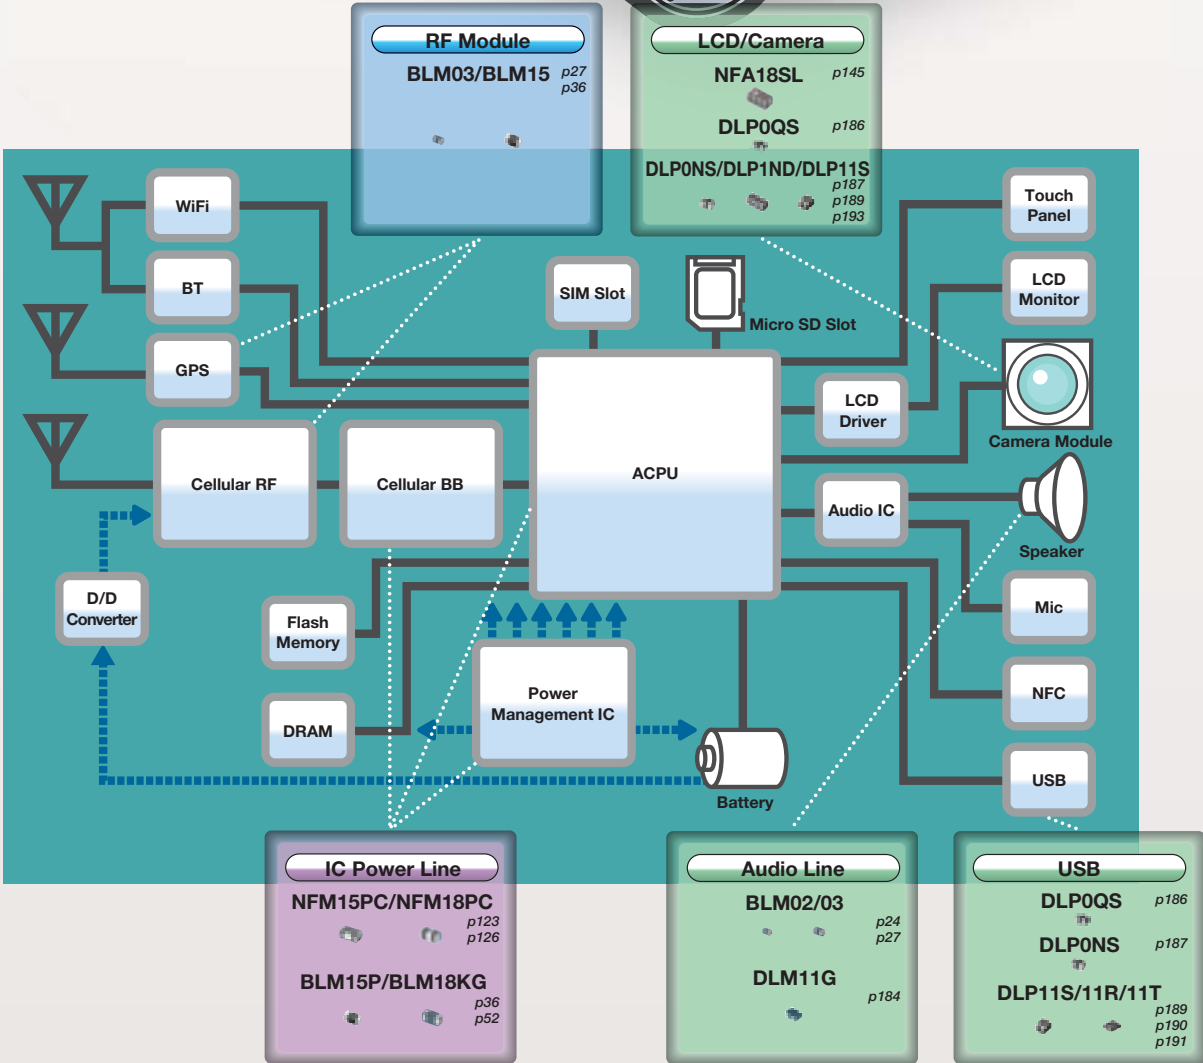 RF Module
BLM03/BLM15 p27
p36
LCD/Camera
NFA18SL p145
DLP0QS p186
DLP0NS/DLP1ND/DLP11S
p187
p189
p193
WiFi
BT
GPS
SIM Slot
Micro SD Slot
Touch
Panel
LCD
Monitor
LCD
Driver
Camera Module
Cellular RF
Cellular BB
ACPU
Audio IC
Speaker
D/D
Converter
Flash
Memory
Mic
Power
Management IC
NFC
DRAM
USB
Battery
IC Power Line
NFM15PC/NFM18PC
p123
p126
BLM15P/BLM18KG
p36
p52
Audio Line
BLM02/03
p24
p27
DLM11G
p184
USB
DLP0QS p186
DLP0NS p187
DLP11S/11R/11T
p189
p190
p191